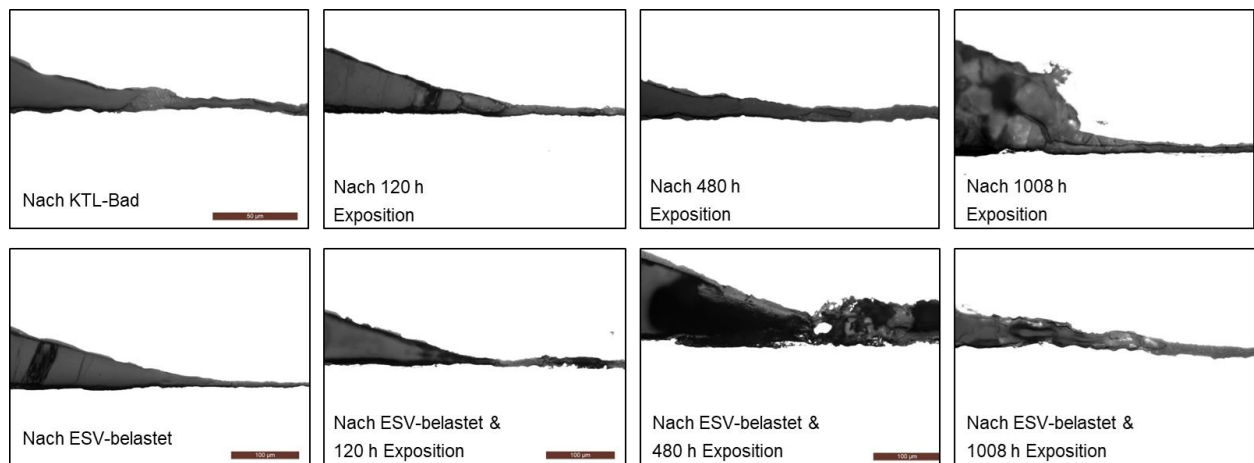 Nach KTL-Bad
50 µm
Nach 120 h
Exposition
Nach 480 h
Exposition
Nach 1008 h
Exposition
Nach ESV-belastet
100 µm
Nach ESV-belastet &
120 h Exposition
100 µm
Nach ESV-belastet &
480 h Exposition
100 µm
Nach ESV-belastet &
1008 h Exposition